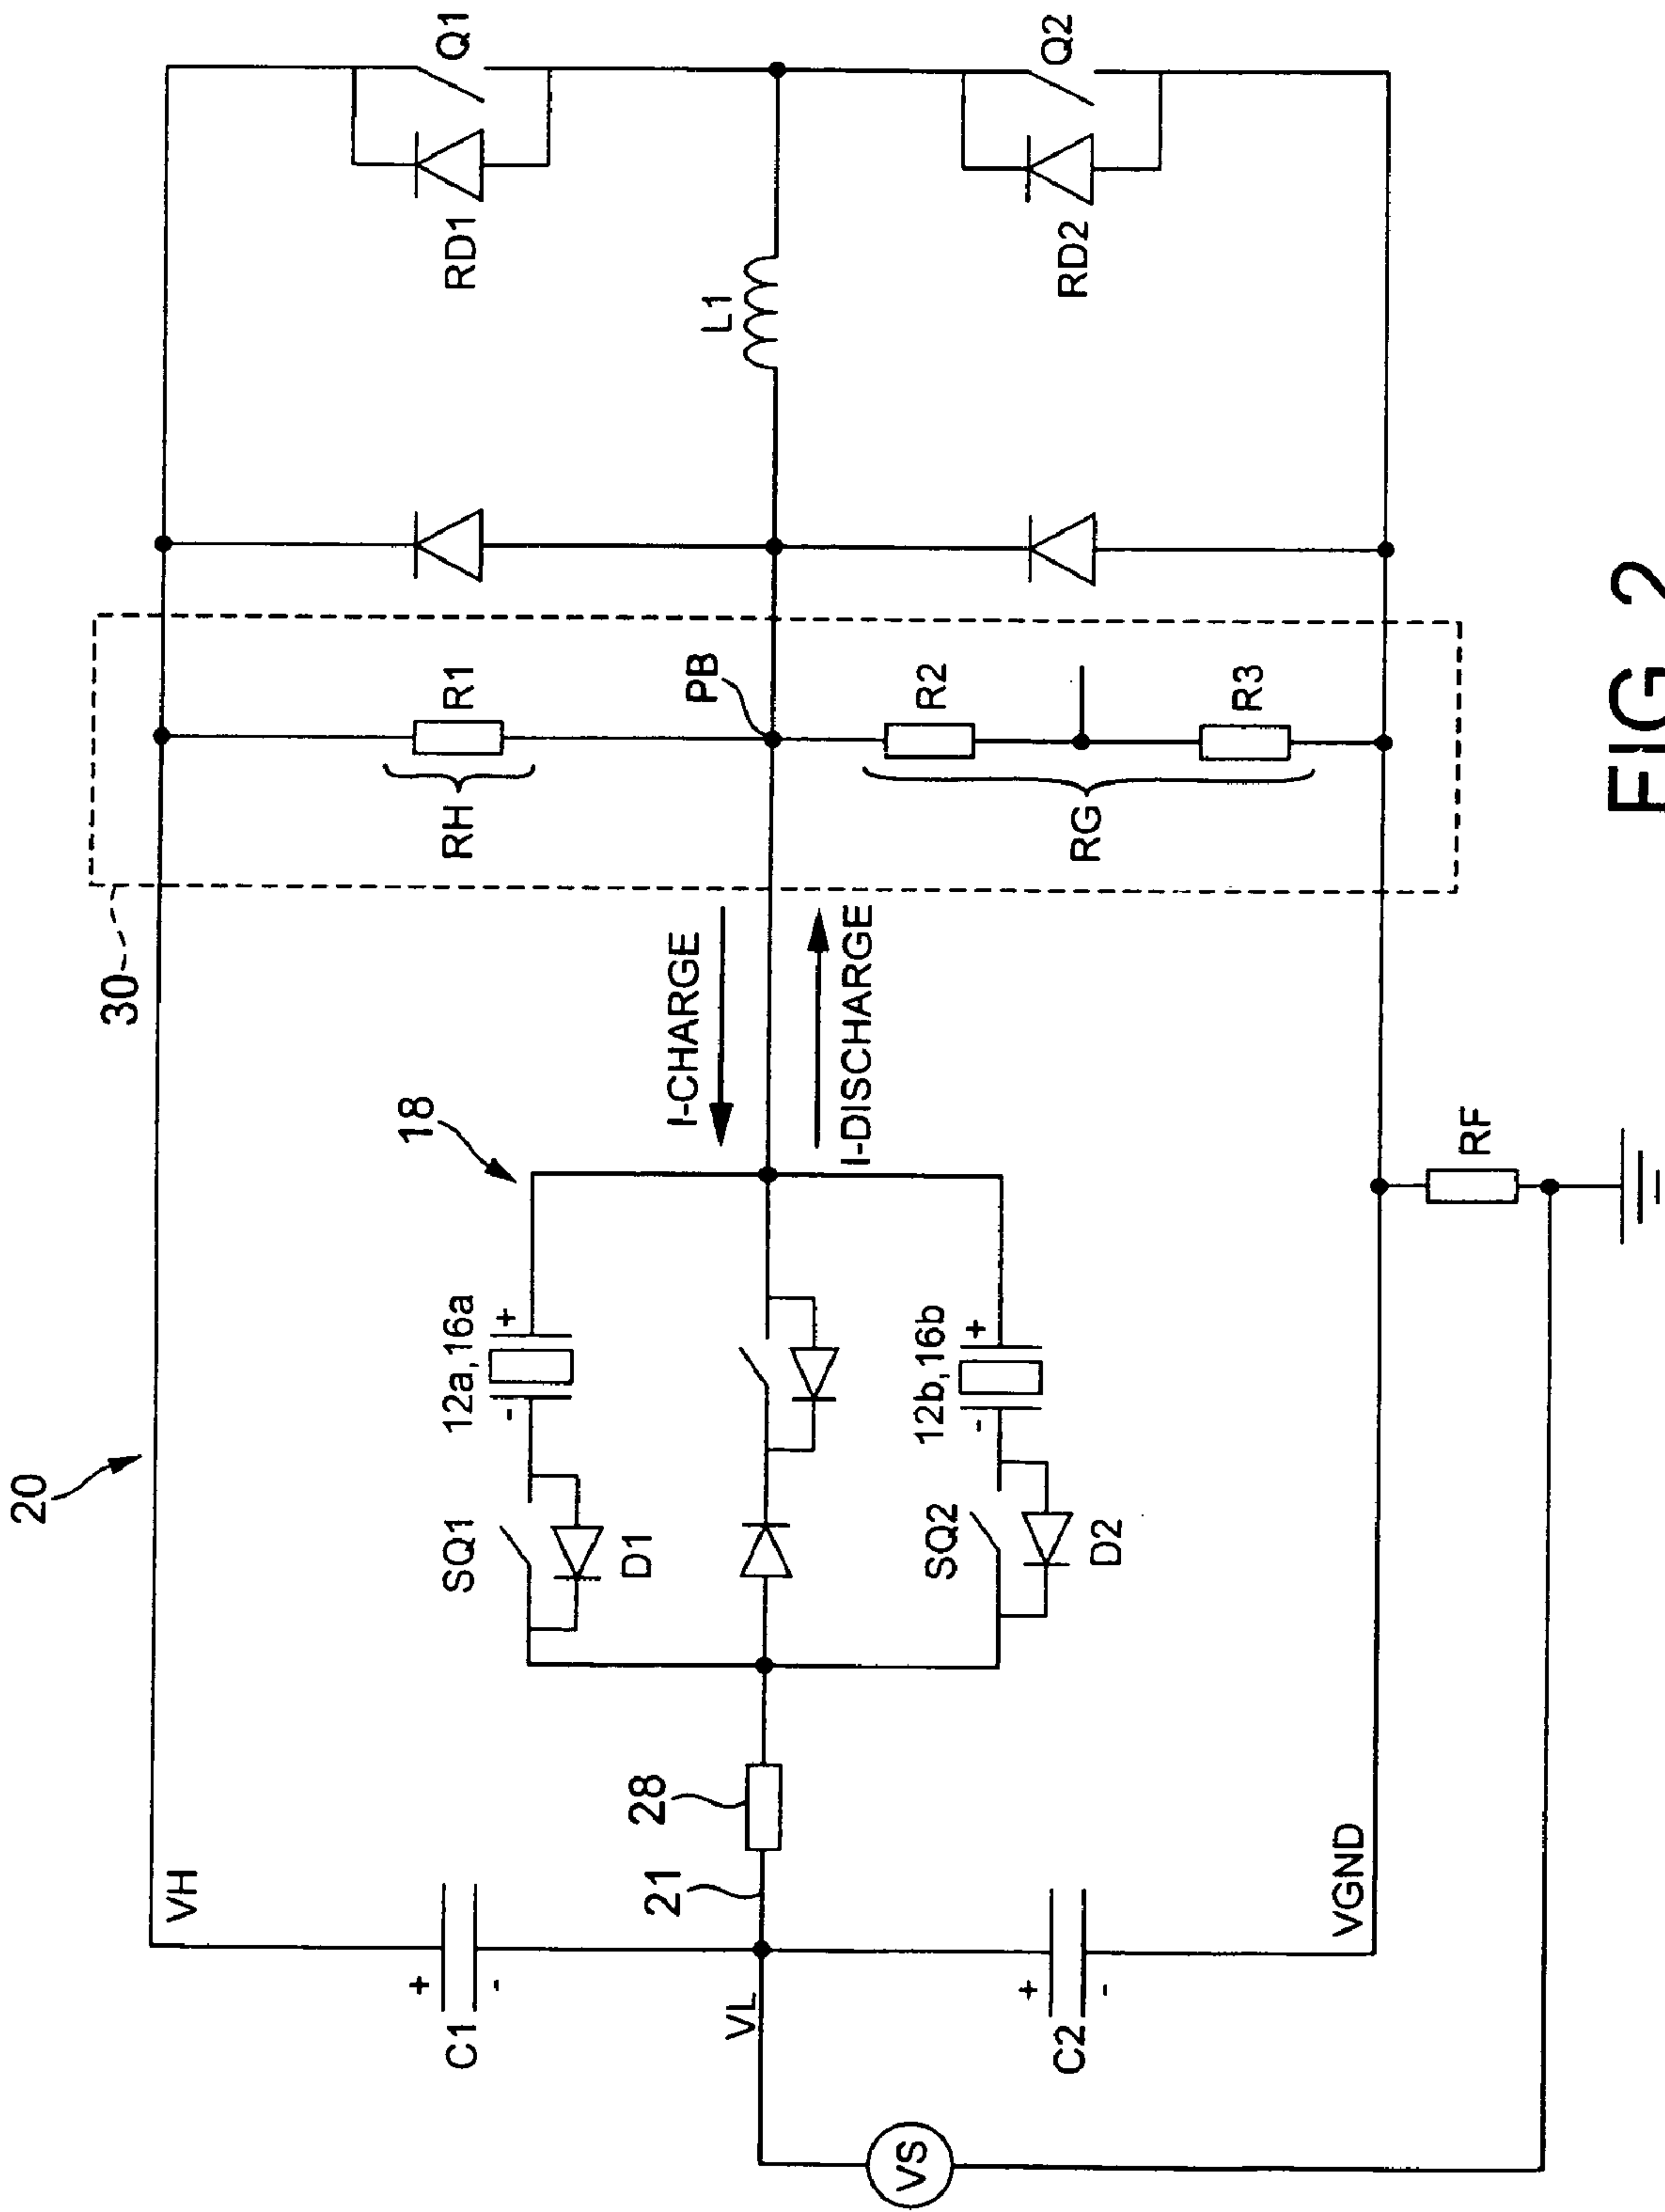 20
VH
C1
+
-
VL
C2
+
-
VS
VGND
21
28
SQ1
D1
12a,16a
-
+
18
SQ2
D2
12b,16b
-
+
I-CHARGE
I-DISCHARGE
RF
30
RH
R1
PB
RG
R2
R3
L1
RD1
Q1
RD2
Q2
FIG 2